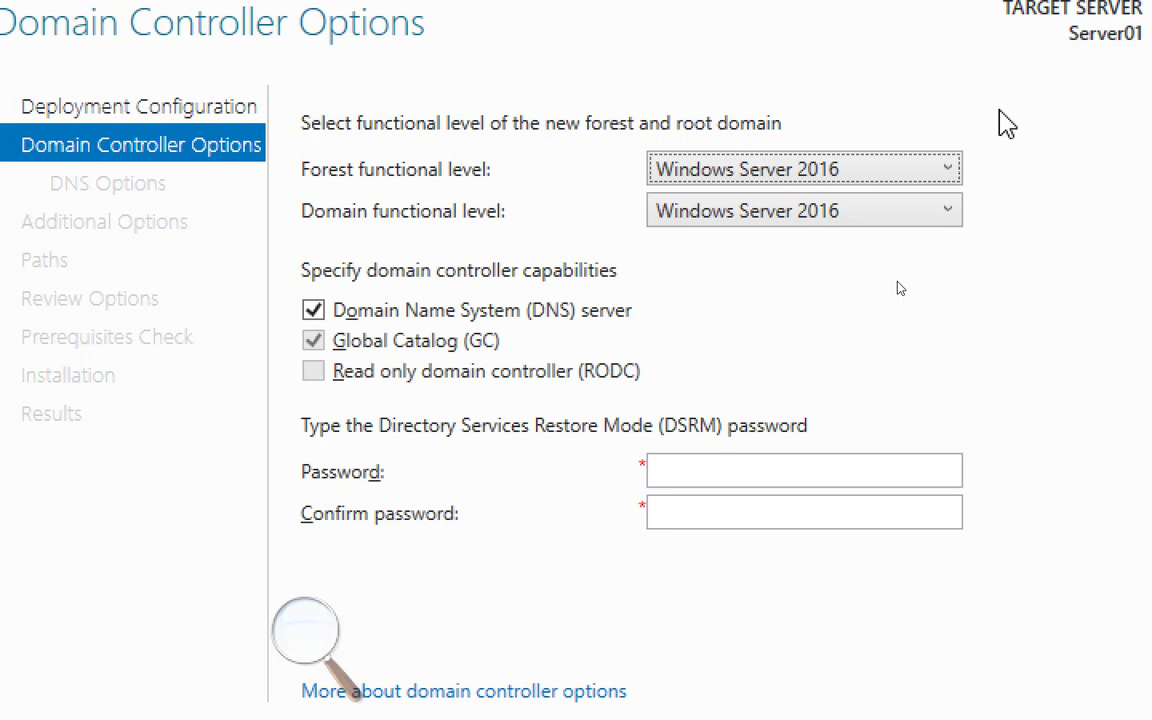 Domain Controller Options
TARGET SERVER
Server01
Deployment Configuration
Domain Controller Options
DNS Options
Additional Options
Paths
Review Options
Prerequisites Check
Installation
Results
Select functional level of the new forest and root domain
Forest functional level: Windows Server 2016
Domain functional level: Windows Server 2016
Specify domain controller capabilities
Domain Name System (DNS) server
Global Catalog (GC)
Read only domain controller (RODC)
Type the Directory Services Restore Mode (DSRM) password
Password: *
Confirm password: *
More about domain controller options